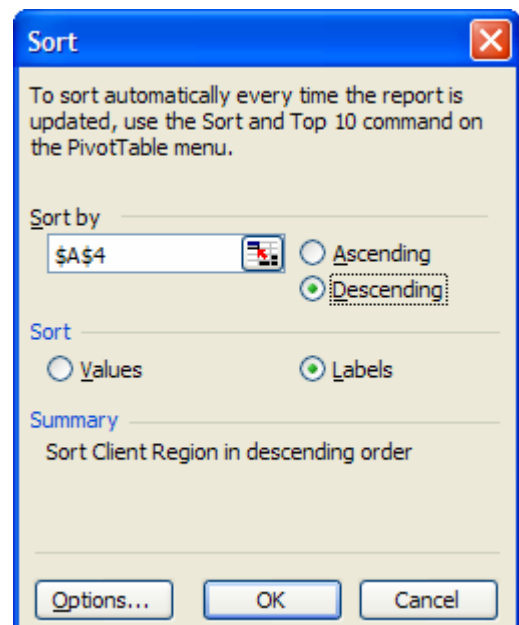 Sort
To sort automatically every time the report is
updated, use the Sort and Top 10 command on
the PivotTable menu.
Sort by
$A$4
Ascending
Descending
Sort
Values
Labels
Summary
Sort Client Region in descending order
Options...
OK
Cancel